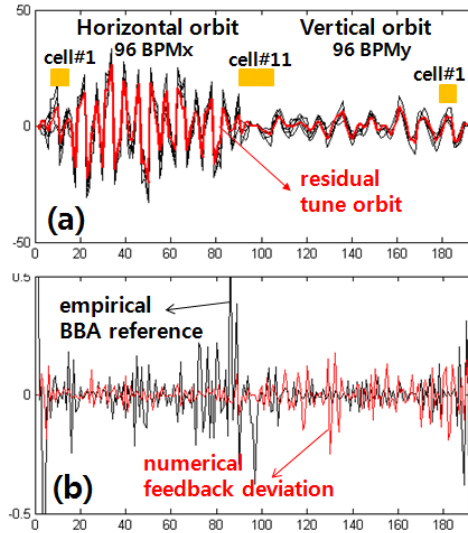 50
Horizontal orbit
96 BPMx
Vertical orbit
96 BPMy
cell#1
cell#11
cell#1
0
residual
tune orbit
(a)
-50
0 20 40 60 80 100 120 140 160 180
0.5
empirical
BBA reference
0
numerical
feedback deviation
(b)
-0.5
0 20 40 60 80 100 120 140 160 180